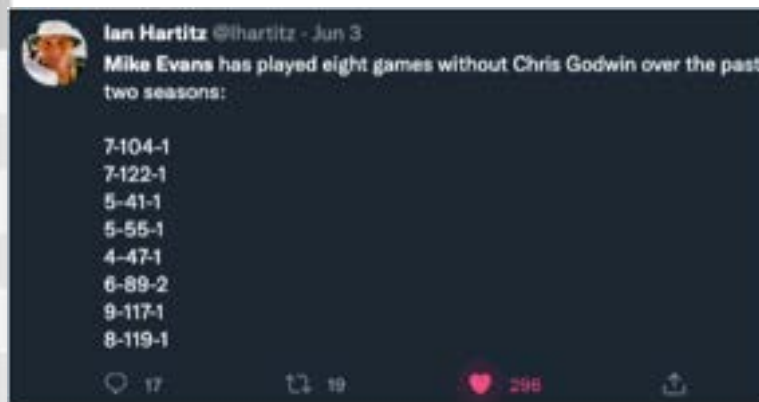 Ian Hartitz @Ihartitz · Jun 3
Mike Evans has played eight games without Chris Godwin over the past
two seasons:
7-104-1
7-122-1
5-41-1
5-55-1
4-47-1
6-89-2
9-117-1
8-119-1
17 19 296